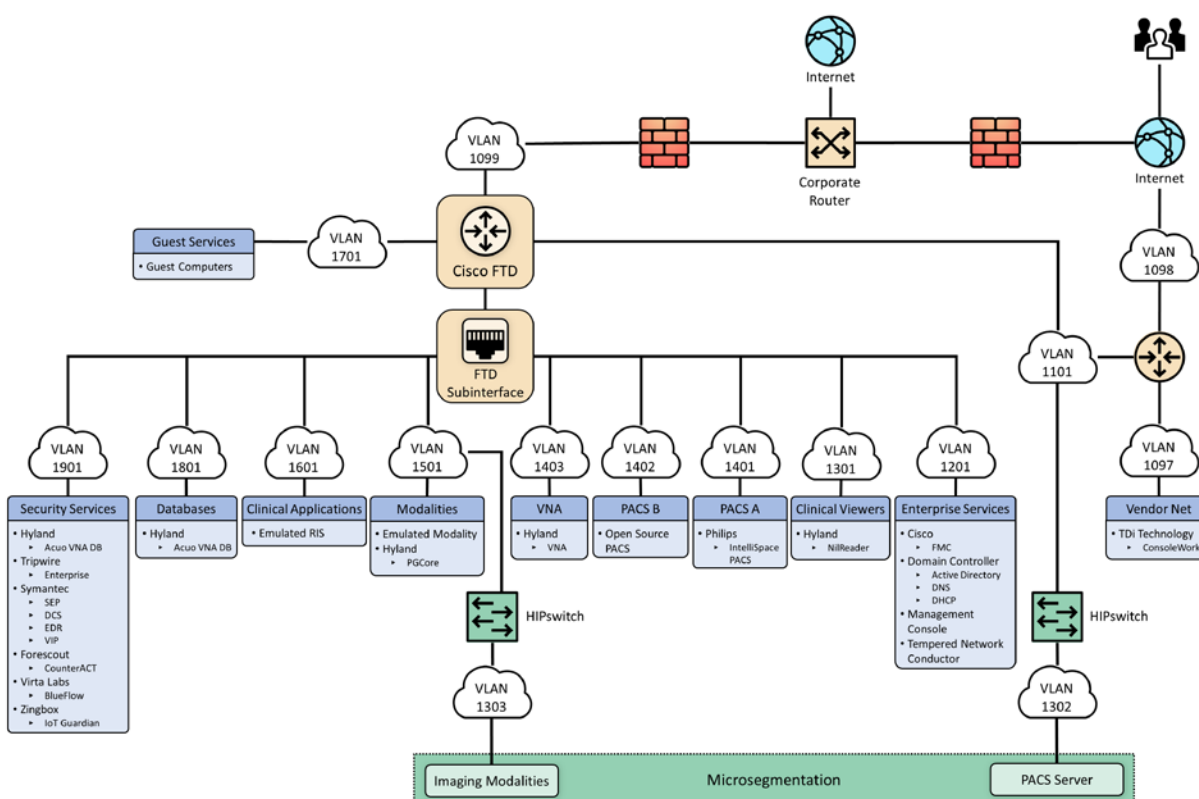 Internet
VLAN
1099
Corporate
Router
Internet
Guest Services
• Guest Computers
VLAN
1701
Cisco FTD
VLAN
1098
FTD
Subinterface
VLAN
1101
VLAN
1901
VLAN
1801
VLAN
1601
VLAN
1501
VLAN
1403
VLAN
1402
VLAN
1401
VLAN
1301
VLAN
1201
VLAN
1097
Security Services
• Hyland
▸ Acuo VNA DB
• Tripwire
▸ Enterprise
• Symantec
▸ SEP
▸ DCS
▸ EDR
▸ VIP
• Forescout
▸ CounterACT
• Virta Labs
▸ BlueFlow
• Zingbox
▸ IoT Guardian
Databases
• Hyland
▸ Acuo VNA DB
Clinical Applications
• Emulated RIS
Modalities
• Emulated Modality
• Hyland
▸ PGCore
VNA
• Hyland
▸ VNA
PACS B
• Open Source
PACS
PACS A
• Philips
▸ IntelliSpace
PACS
Clinical Viewers
• Hyland
▸ NilReader
Enterprise Services
• Cisco
▸ FMC
• Domain Controller
▸ Active Directory
▸ DNS
▸ DHCP
• Management
Console
• Tempered Network
Conductor
Vendor Net
• TDi Technology
▸ ConsoleWork
HIPswitch
HIPswitch
VLAN
1303
VLAN
1302
Imaging Modalities
Microsegmentation
PACS Server